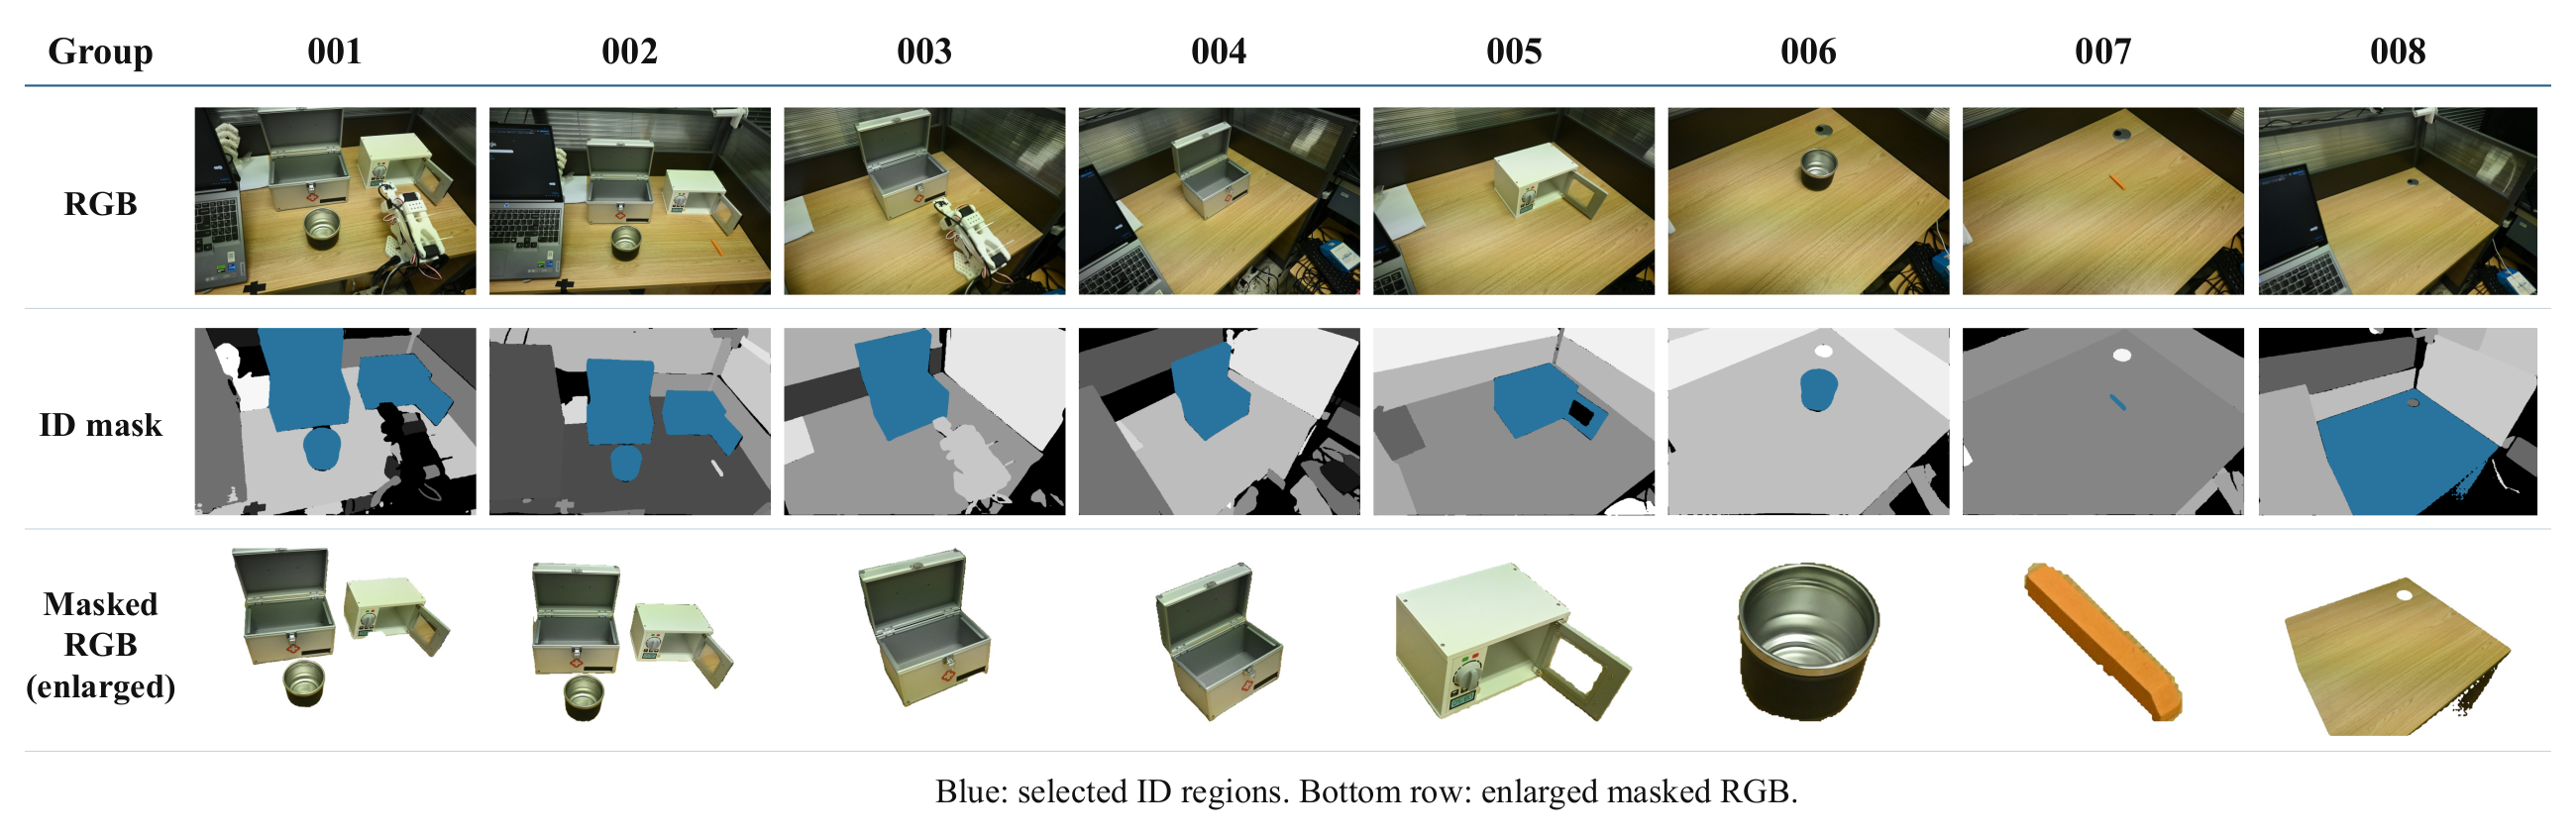 Group 001 002 003 004 005 006 007 008
RGB
ID mask
Masked
RGB
(enlarged)
Blue: selected ID regions. Bottom row: enlarged masked RGB.